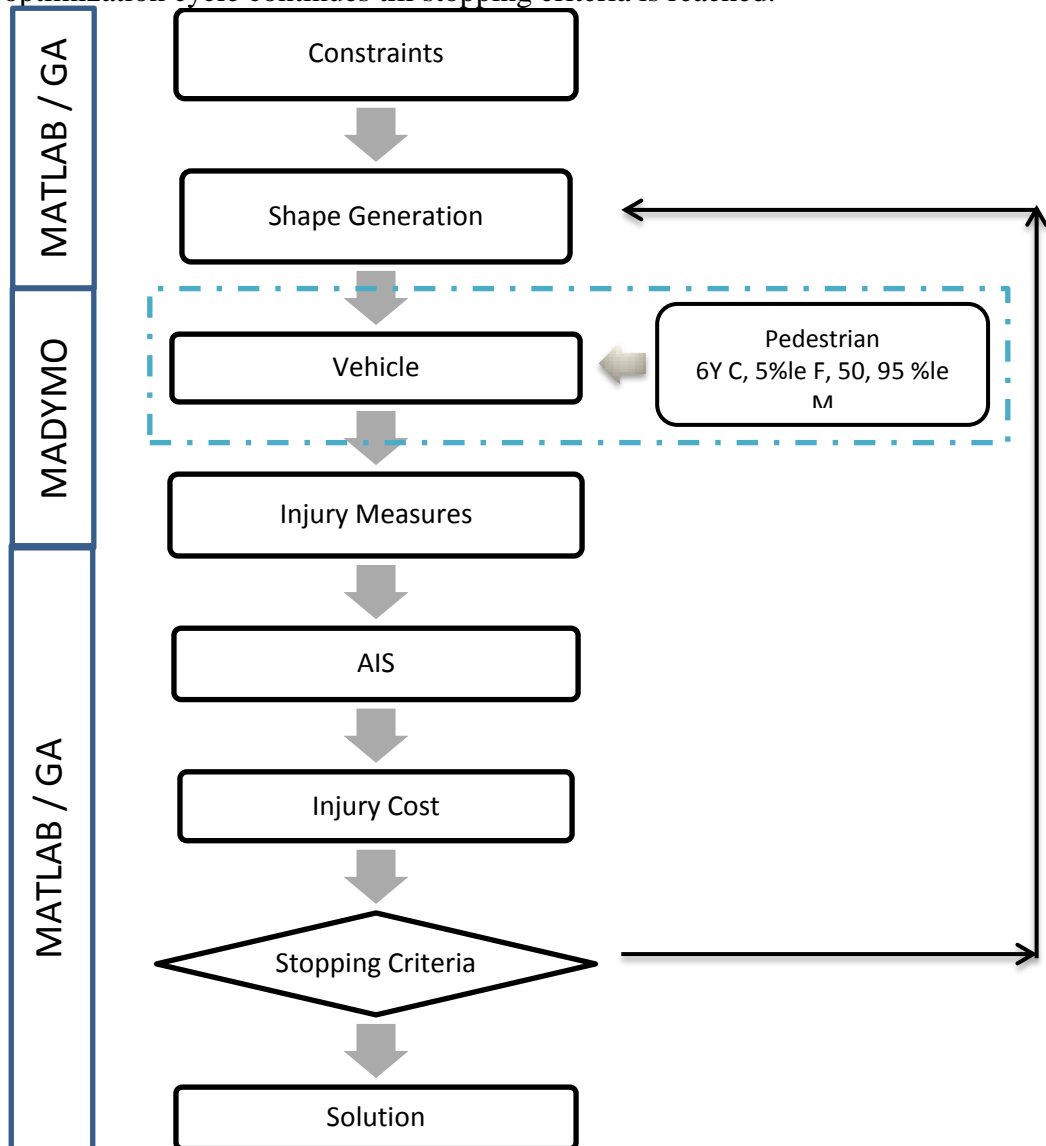 optimization cycle continues till stopping criteria is reached.
MATLAB / GA
Constraints
Shape Generation
MADYMO
Vehicle
Pedestrian
6Y C, 5%le F, 50, 95 %le
M
Injury Measures
MATLAB / GA
AIS
Injury Cost
Stopping Criteria
Solution